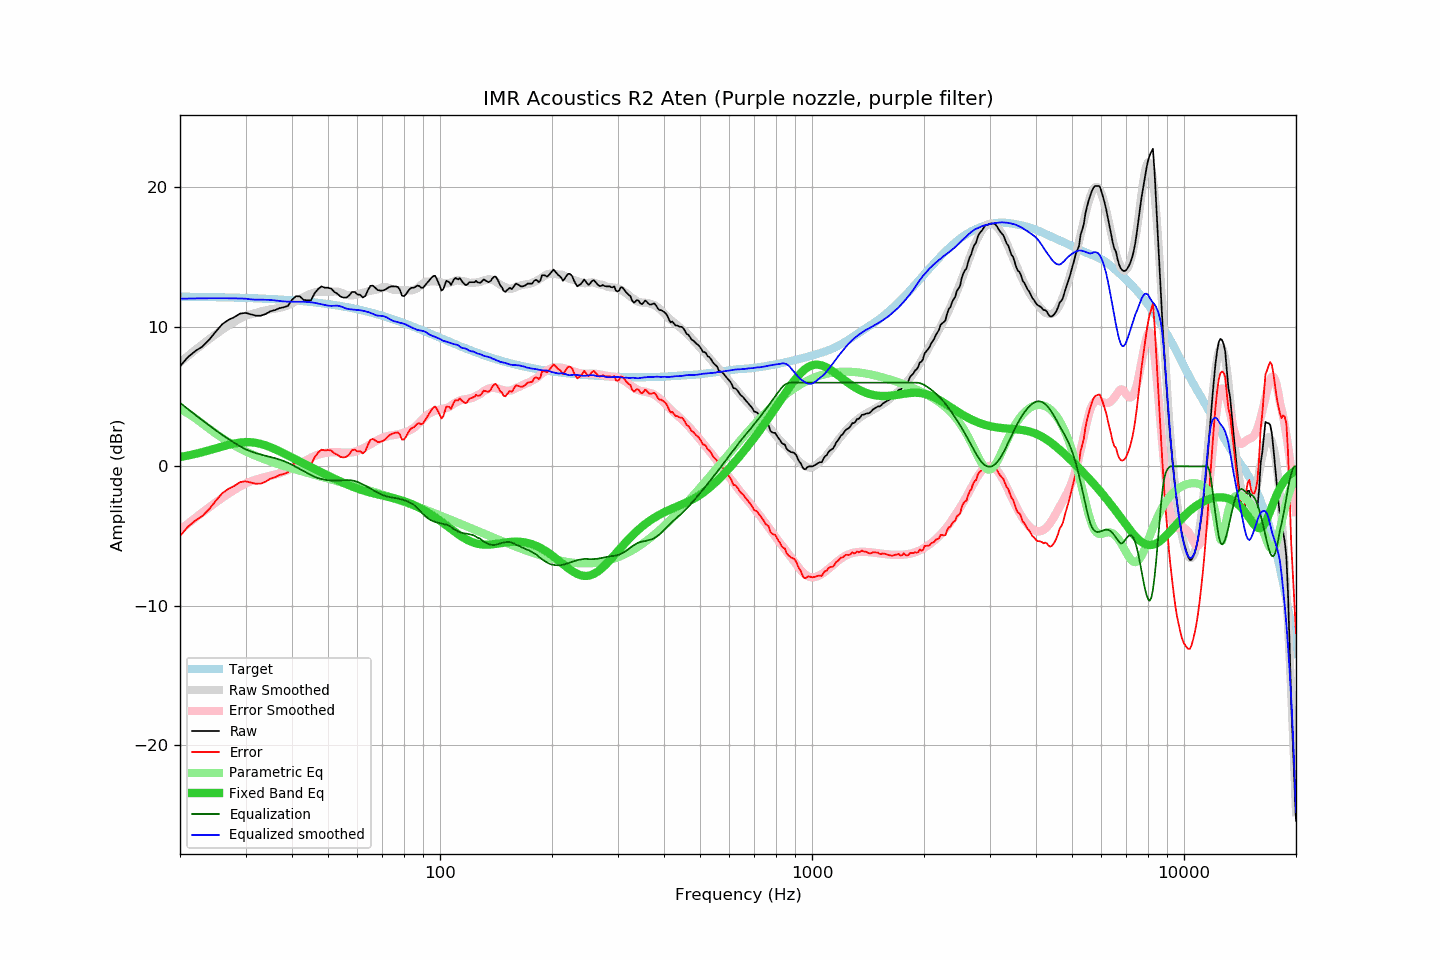 IMR Acoustics R2 Aten (Purple nozzle, purple filter)
20
10
0
−10
−20
Amplitude (dBr)
Target
Raw Smoothed
Error Smoothed
Raw
Error
Parametric Eq
Fixed Band Eq
Equalization
Equalized smoothed
100
1000
10000
Frequency (Hz)